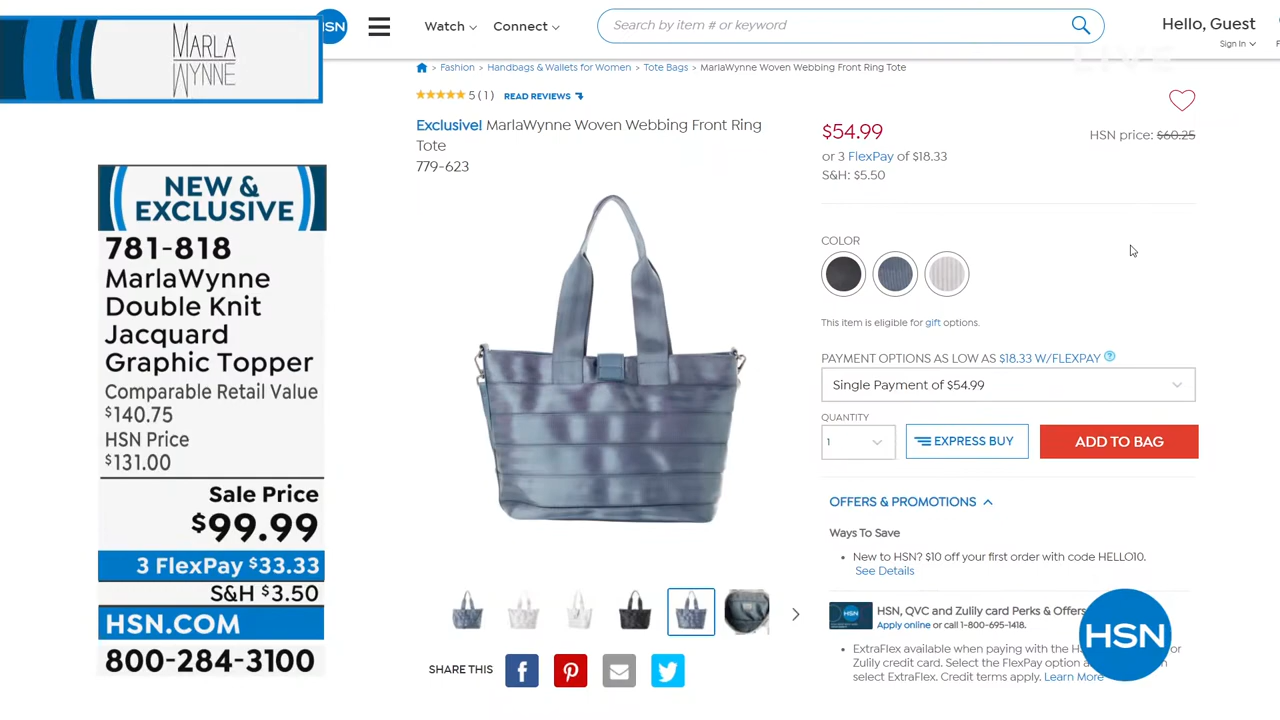 MARLA
WYNNE
HSN
Watch
Connect
Search by item # or keyword
Hello, Guest
Sign In
LIVE
> Fashion > Handbags & Wallets for Women > Tote Bags > MarlaWynne Woven Webbing Front Ring Tote
5 ( 1 ) READ REVIEWS
Exclusive! MarlaWynne Woven Webbing Front Ring
Tote
779-623
$54.99
HSN price: $60.25
or 3 FlexPay of $18.33
S&H: $5.50
COLOR
This item is eligible for gift options.
PAYMENT OPTIONS AS LOW AS $18.33 W/FLEXPAY ?
Single Payment of $54.99
QUANTITY
1
EXPRESS BUY
ADD TO BAG
OFFERS & PROMOTIONS
Ways To Save
• New to HSN? $10 off your first order with code HELLO10.
See Details
HSN
HSN, QVC and Zulily card Perks & Offers
Apply online or call 1-800-695-1418.
• ExtraFlex available when paying with the
or
Zulily credit card. Select the FlexPay option a
select ExtraFlex. Credit terms apply. Learn More
HSN
SHARE THIS
NEW &
EXCLUSIVE
781-818
MarlaWynne
Double Knit
Jacquard
Graphic Topper
Comparable Retail Value
$140.75
HSN Price
$131.00
Sale Price
$99.99
3 FlexPay $33.33
S&H $3.50
HSN.COM
800-284-3100